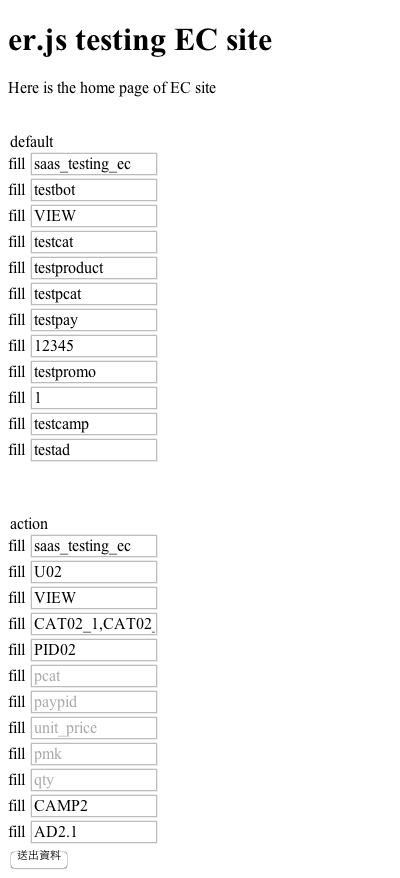 er.js testing EC site
Here is the home page of EC site
default
fill saas_testing_ec
fill testbot
fill VIEW
fill testcat
fill testproduct
fill testpcat
fill testpay
fill 12345
fill testpromo
fill 1
fill testcamp
fill testad
action
fill saas_testing_ec
fill U02
fill VIEW
fill CAT02_1,CAT02_
fill PID02
fill pcat
fill paypid
fill unit_price
fill pmk
fill qty
fill CAMP2
fill AD2.1
送出資料